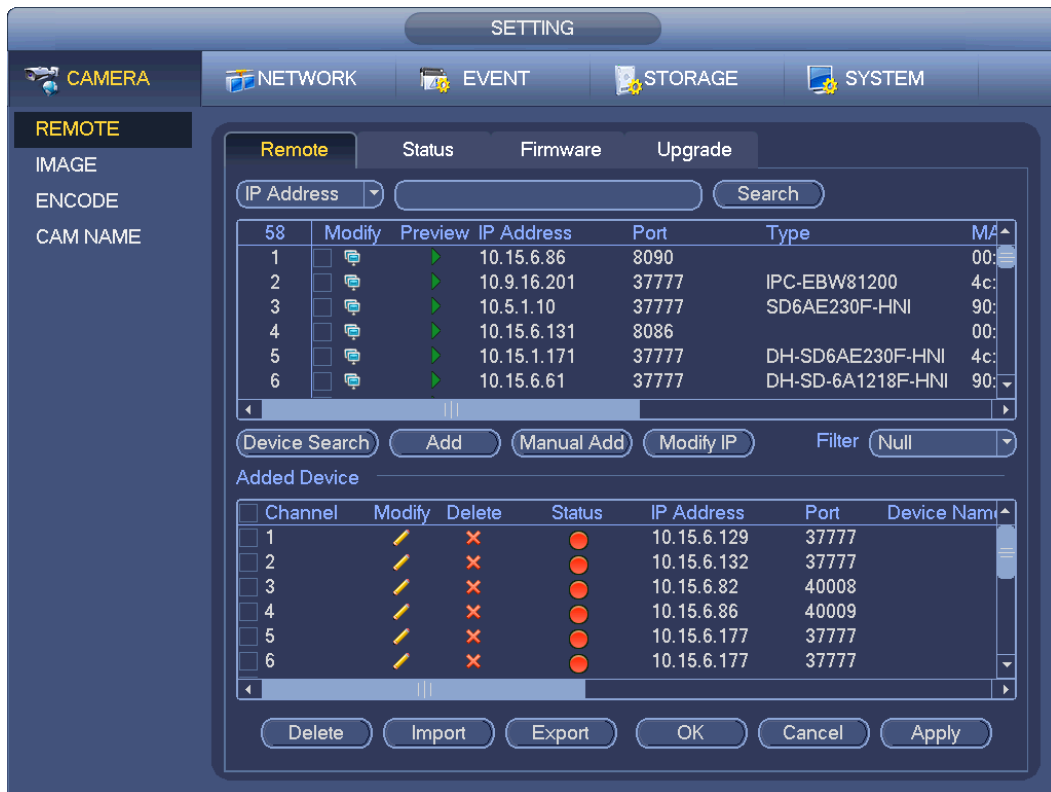 SETTING
CAMERA NETWORK EVENT STORAGE SYSTEM
REMOTE
IMAGE
ENCODE
CAM NAME
Remote Status Firmware Upgrade
IP Address Search
58 Modify Preview IP Address Port Type MA
1 10.15.6.86 8090 00:
2 10.9.16.201 37777 IPC-EBW81200 4c:
3 10.5.1.10 37777 SD6AE230F-HNI 90:
4 10.15.6.131 8086 00:
5 10.15.1.171 37777 DH-SD6AE230F-HNI 4c:
6 10.15.6.61 37777 DH-SD-6A1218F-HNI 90:
Device Search Add Manual Add Modify IP Filter Null
Added Device
Channel Modify Delete Status IP Address Port Device Nam
1 10.15.6.129 37777
2 10.15.6.132 37777
3 10.15.6.82 40008
4 10.15.6.86 40009
5 10.15.6.177 37777
6 10.15.6.177 37777
Delete Import Export OK Cancel Apply